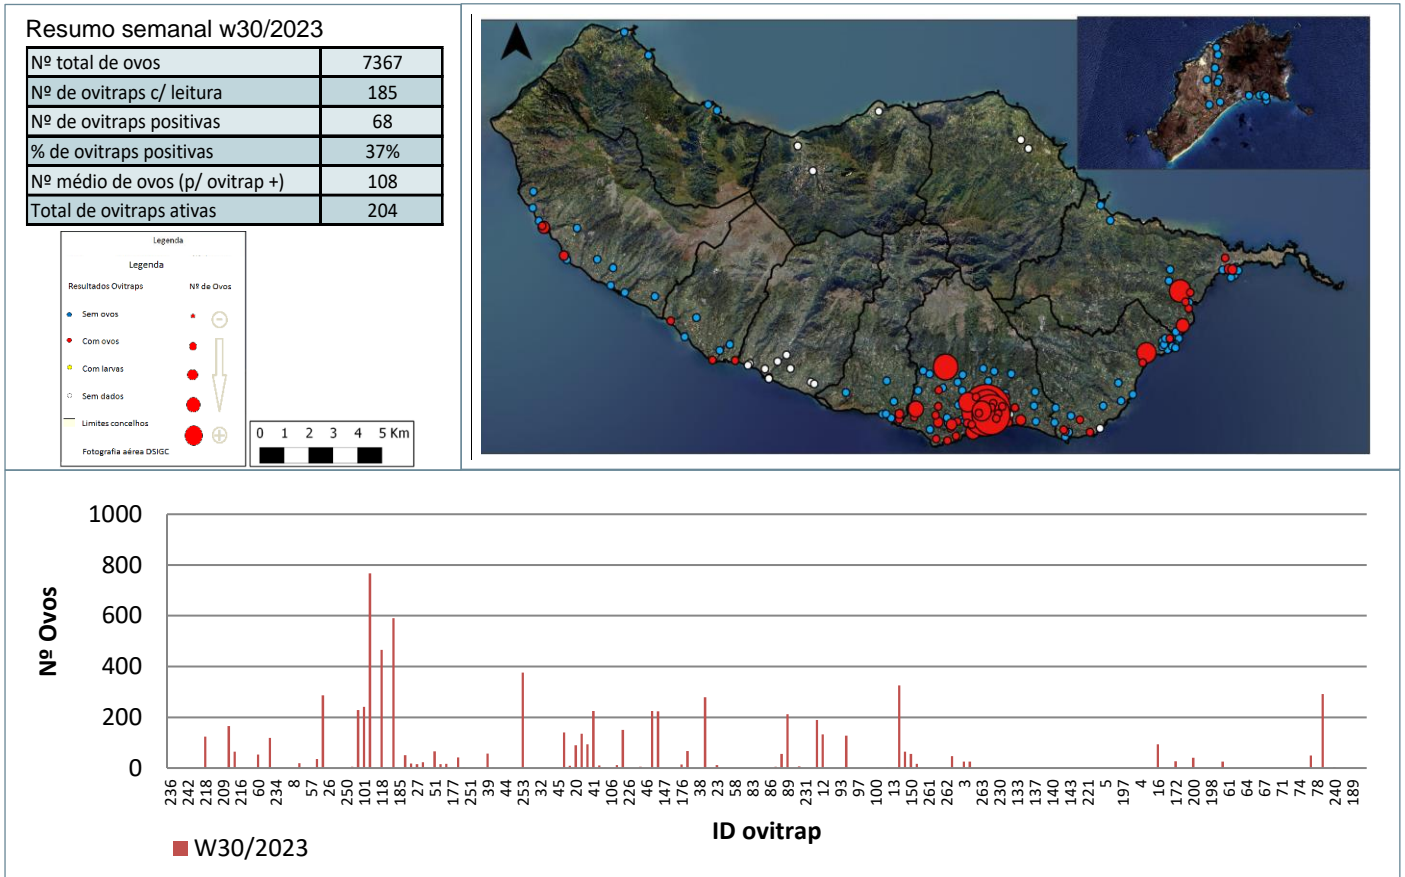 Resumo semanal w30/2023
Nº total de ovos 7367
Nº de ovitraps c/ leitura 185
Nº de ovitraps positivas 68
% de ovitraps positivas 37%
Nº médio de ovos (p/ ovitrap +) 108
Total de ovitraps ativas 204
Legenda
Legenda
Resultados Ovitraps Nº de Ovos
Sem ovos
Com ovos
Com larvas
Sem dados
Limites concelhos
Fotografia aérea DSIGC
0 1 2 3 4 5 Km
Nº Ovos
1000
800
600
400
200
0
236 242 218 209 216 60 234 8 57 26 250 101 118 185 27 51 177 251 39 44 253 32 45 20 41 106 226 46 147 176 38 23 58 83 86 89 231 12 93 97 100 13 150 261 262 3 263 230 133 137 140 143 221 5 197 4 16 172 200 198 61 64 67 71 74 78 240 189
ID ovitrap
W30/2023